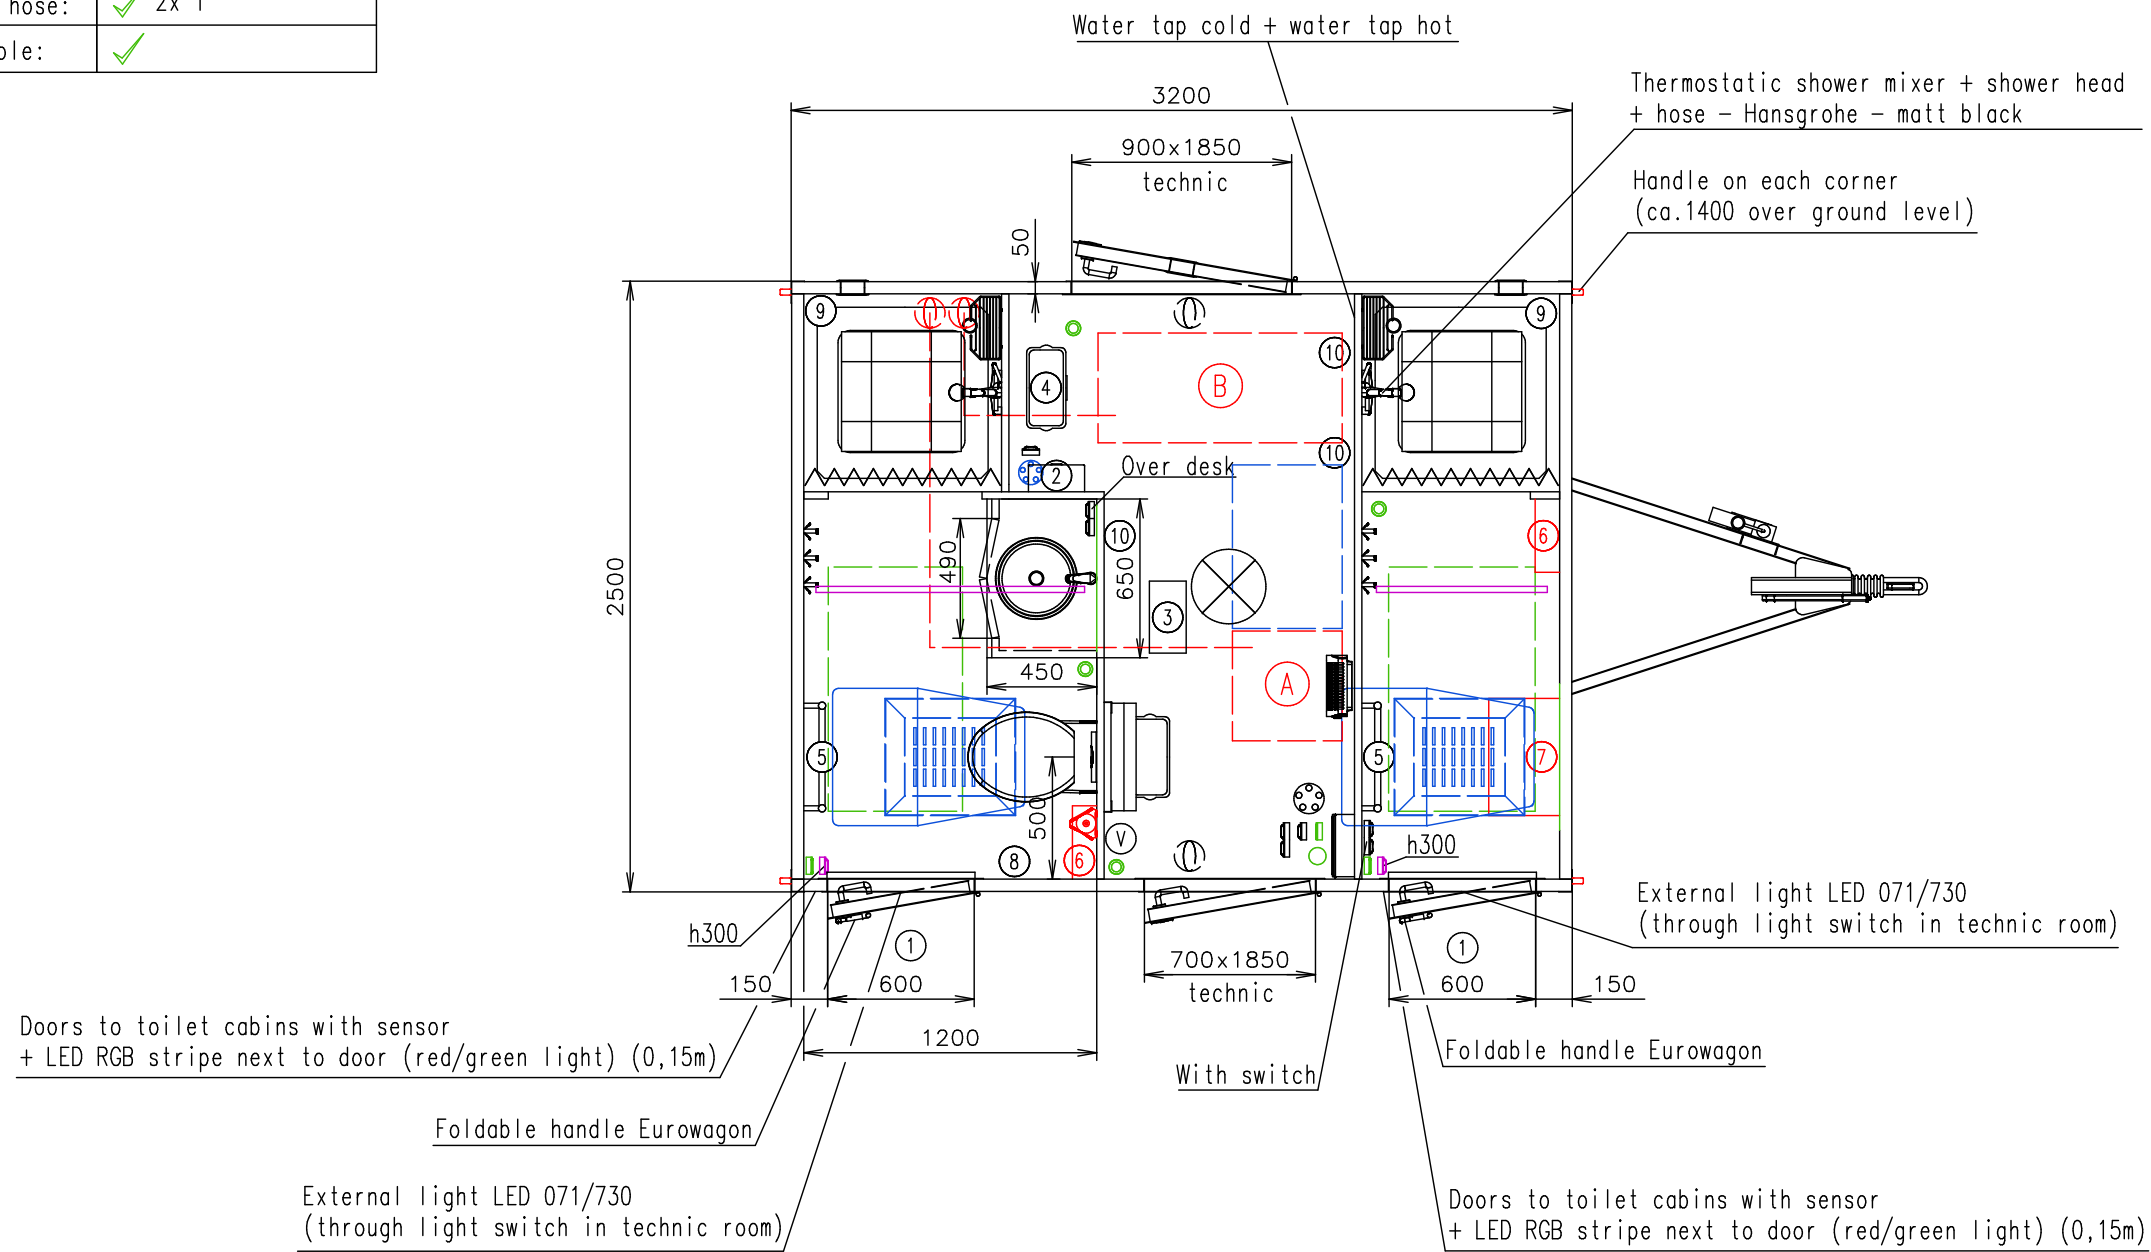 hose: 2x 1"
ole:
Water tap cold + water tap hot
Thermostatic shower mixer + shower head
+ hose – Hansgrohe – matt black
3200
900x1850
technic
Handle on each corner
(ca.1400 over ground level)
50
9
9
10
B
4
10
Over desk
2
10
6
490
650
2500
3
450
A
5
5
7
500
V
8
6
h300
h300
External light LED 071/730
(through light switch in technic room)
1
1
700x1850
technic
150
600
600
150
Doors to toilet cabins with sensor
+ LED RGB stripe next to door (red/green light) (0,15m)
1200
Foldable handle Eurowagon
With switch
Foldable handle Eurowagon
External light LED 071/730
(through light switch in technic room)
Doors to toilet cabins with sensor
+ LED RGB stripe next to door (red/green light) (0,15m)